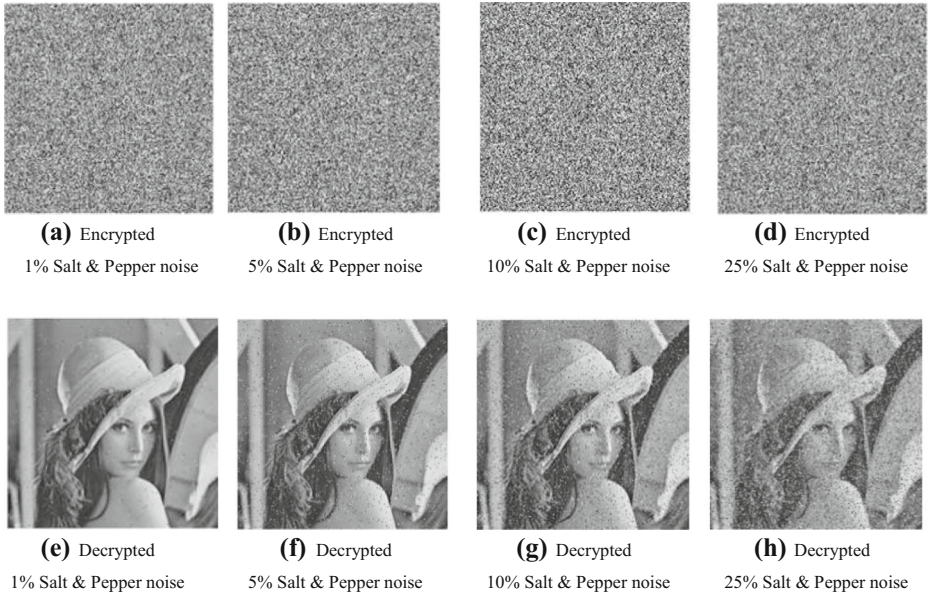 (a) Encrypted
1% Salt & Pepper noise
(b) Encrypted
5% Salt & Pepper noise
(c) Encrypted
10% Salt & Pepper noise
(d) Encrypted
25% Salt & Pepper noise
(e) Decrypted
1% Salt & Pepper noise
(f) Decrypted
5% Salt & Pepper noise
(g) Decrypted
10% Salt & Pepper noise
(h) Decrypted
25% Salt & Pepper noise